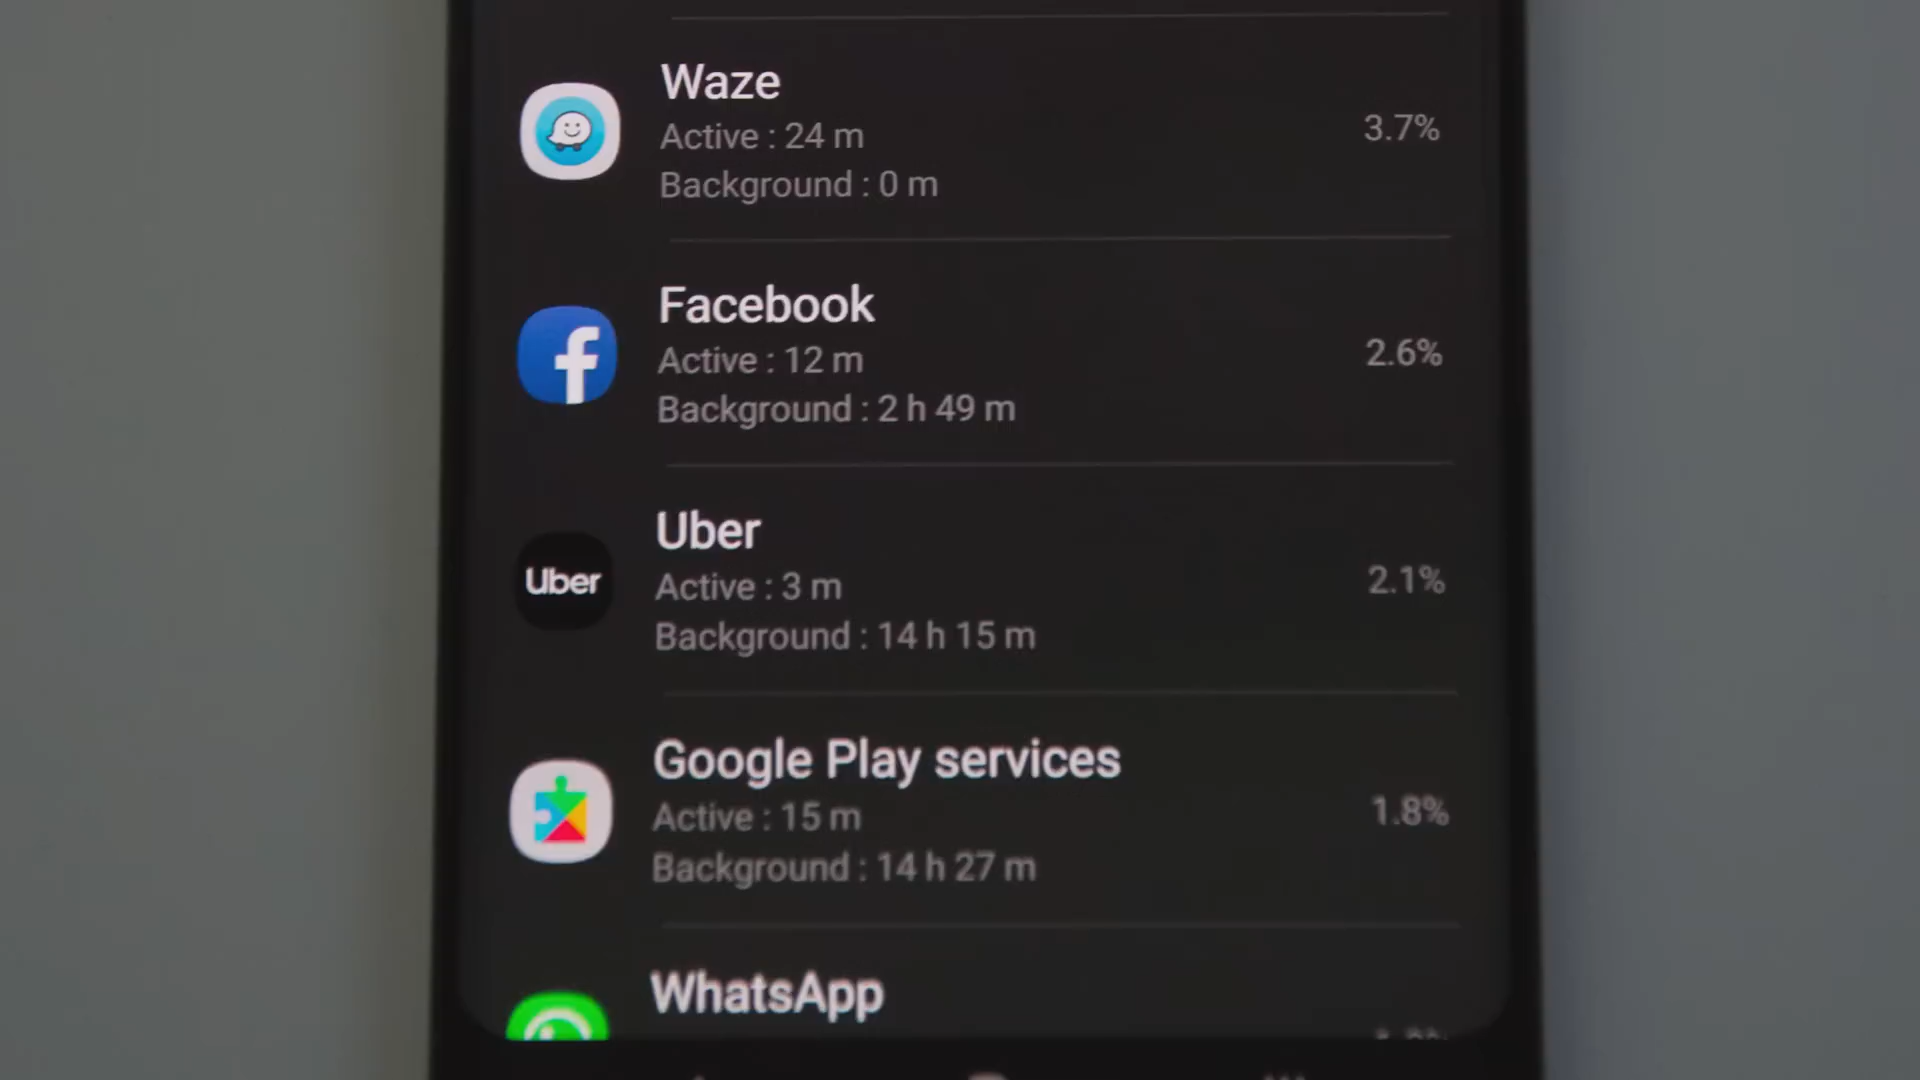 Waze
Active : 24 m
3.7%
Background : 0 m
Facebook
Active : 12 m
2.6%
Background : 2 h 49 m
Uber
Uber
Active : 3 m
2.1%
Background : 14 h 15 m
Google Play services
Active : 15 m
1.8%
Background : 14 h 27 m
WhatsApp